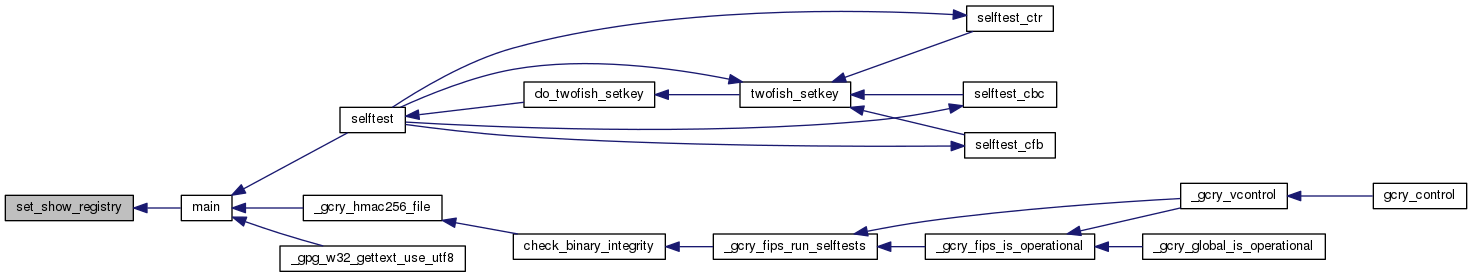 selftest_ctr
do_twofish_setkey
twofish_setkey
selftest_cbc
selftest
selftest_cfb
set_show_registry
main
_gcry_hmac256_file
_gcry_vcontrol
gcry_control
check_binary_integrity
_gcry_fips_run_selftests
_gcry_fips_is_operational
_gcry_global_is_operational
_gpg_w32_gettext_use_utf8